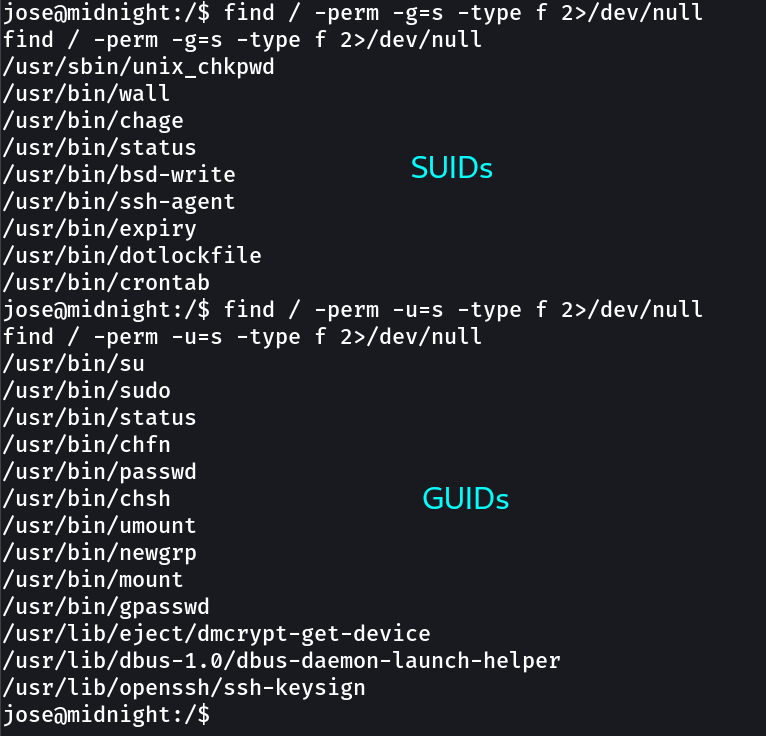 jose@midnight:/$ find / -perm -g=s -type f 2>/dev/null
find / -perm -g=s -type f 2>/dev/null
/usr/sbin/unix_chkpwd
/usr/bin/wall
/usr/bin/chage
/usr/bin/status
SUIDs
/usr/bin/bsd-write
/usr/bin/ssh-agent
/usr/bin/expiry
/usr/bin/dotlockfile
/usr/bin/crontab
jose@midnight:/$ find / -perm -u=s -type f 2>/dev/null
find / -perm -u=s -type f 2>/dev/null
/usr/bin/su
/usr/bin/sudo
/usr/bin/status
/usr/bin/chfn
/usr/bin/passwd
/usr/bin/chsh
GUIDs
/usr/bin/umount
/usr/bin/newgrp
/usr/bin/mount
/usr/bin/gpasswd
/usr/lib/eject/dmcrypt-get-device
/usr/lib/dbus-1.0/dbus-daemon-launch-helper
/usr/lib/openssh/ssh-keysign
jose@midnight:/$